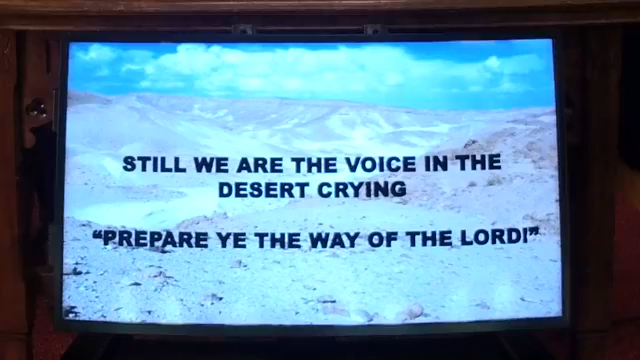 STILL WE ARE THE VOICE IN THE
DESERT CRYING
“PREPARE YE THE WAY OF THE LORD!”